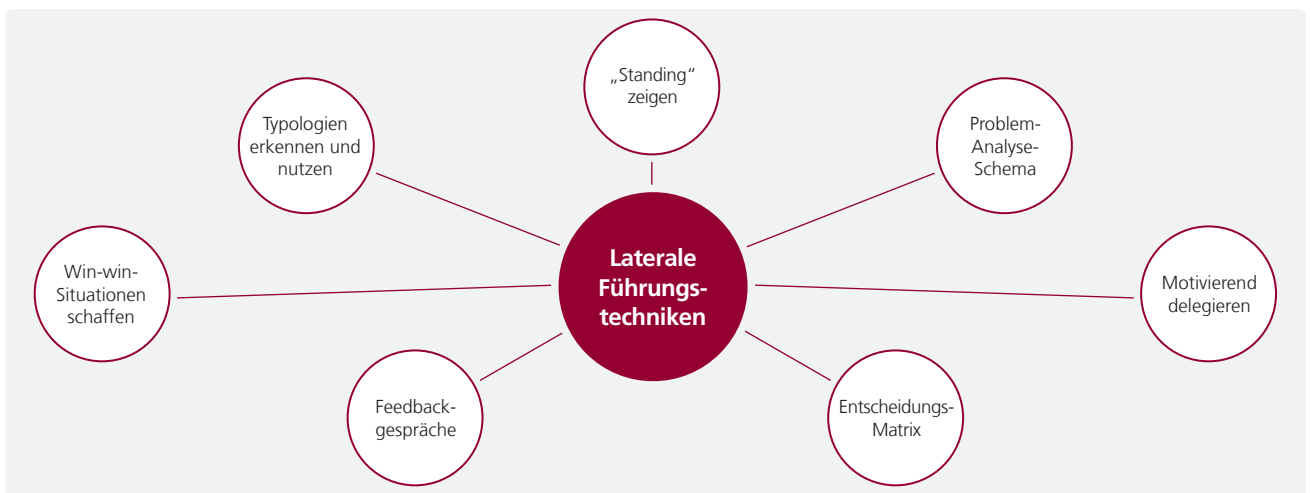 „Standing“
zeigen
Typologien
erkennen und
nutzen
Problem-
Analyse-
Schema
Win-win-
Situationen
schaffen
Laterale
Führungs-
techniken
Motivierend
delegieren
Feedback-
gespräche
Entscheidungs-
Matrix